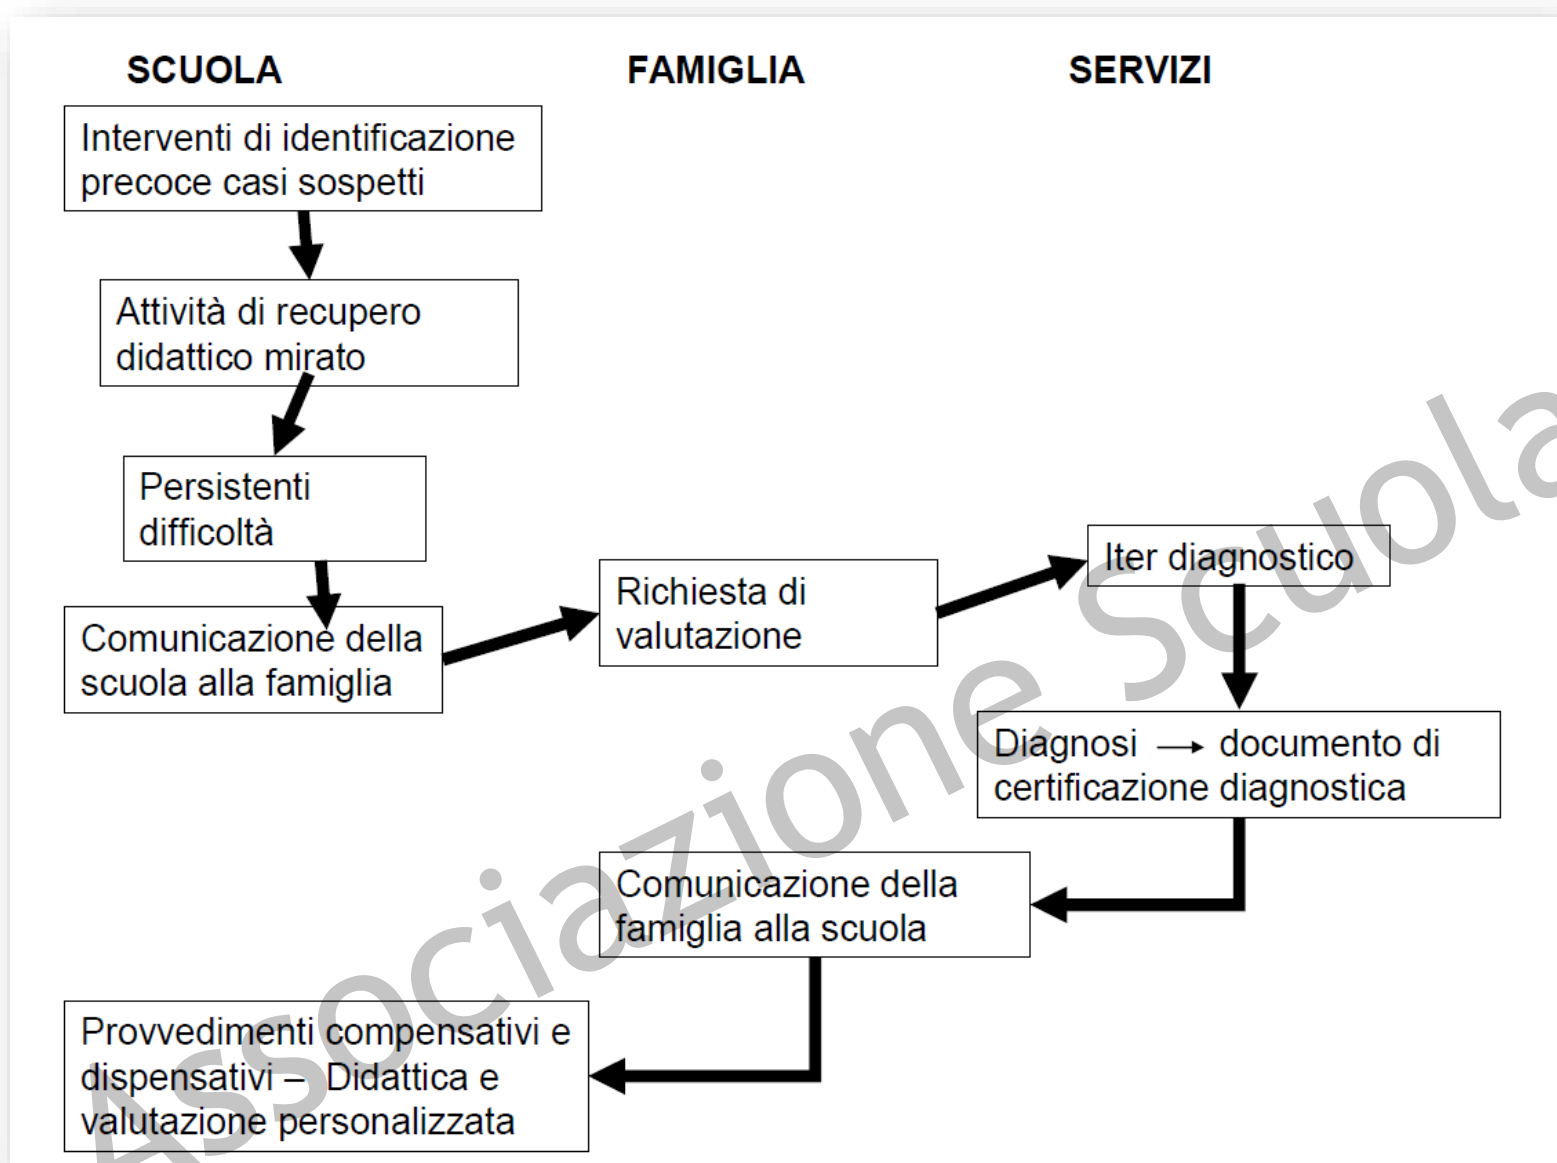 SCUOLA
FAMIGLIA
SERVIZI
Interventi di identificazione
precoce casi sospetti
Attività di recupero
didattico mirato
Persistenti
difficoltà
Comunicazione della
scuola alla famiglia
Richiesta di
valutazione
Iter diagnostico
Diagnosi → documento di
certificazione diagnostica
Comunicazione della
famiglia alla scuola
Provvedimenti compensativi e
dispensativi – Didattica e
valutazione personalizzata
Associazione Scuola